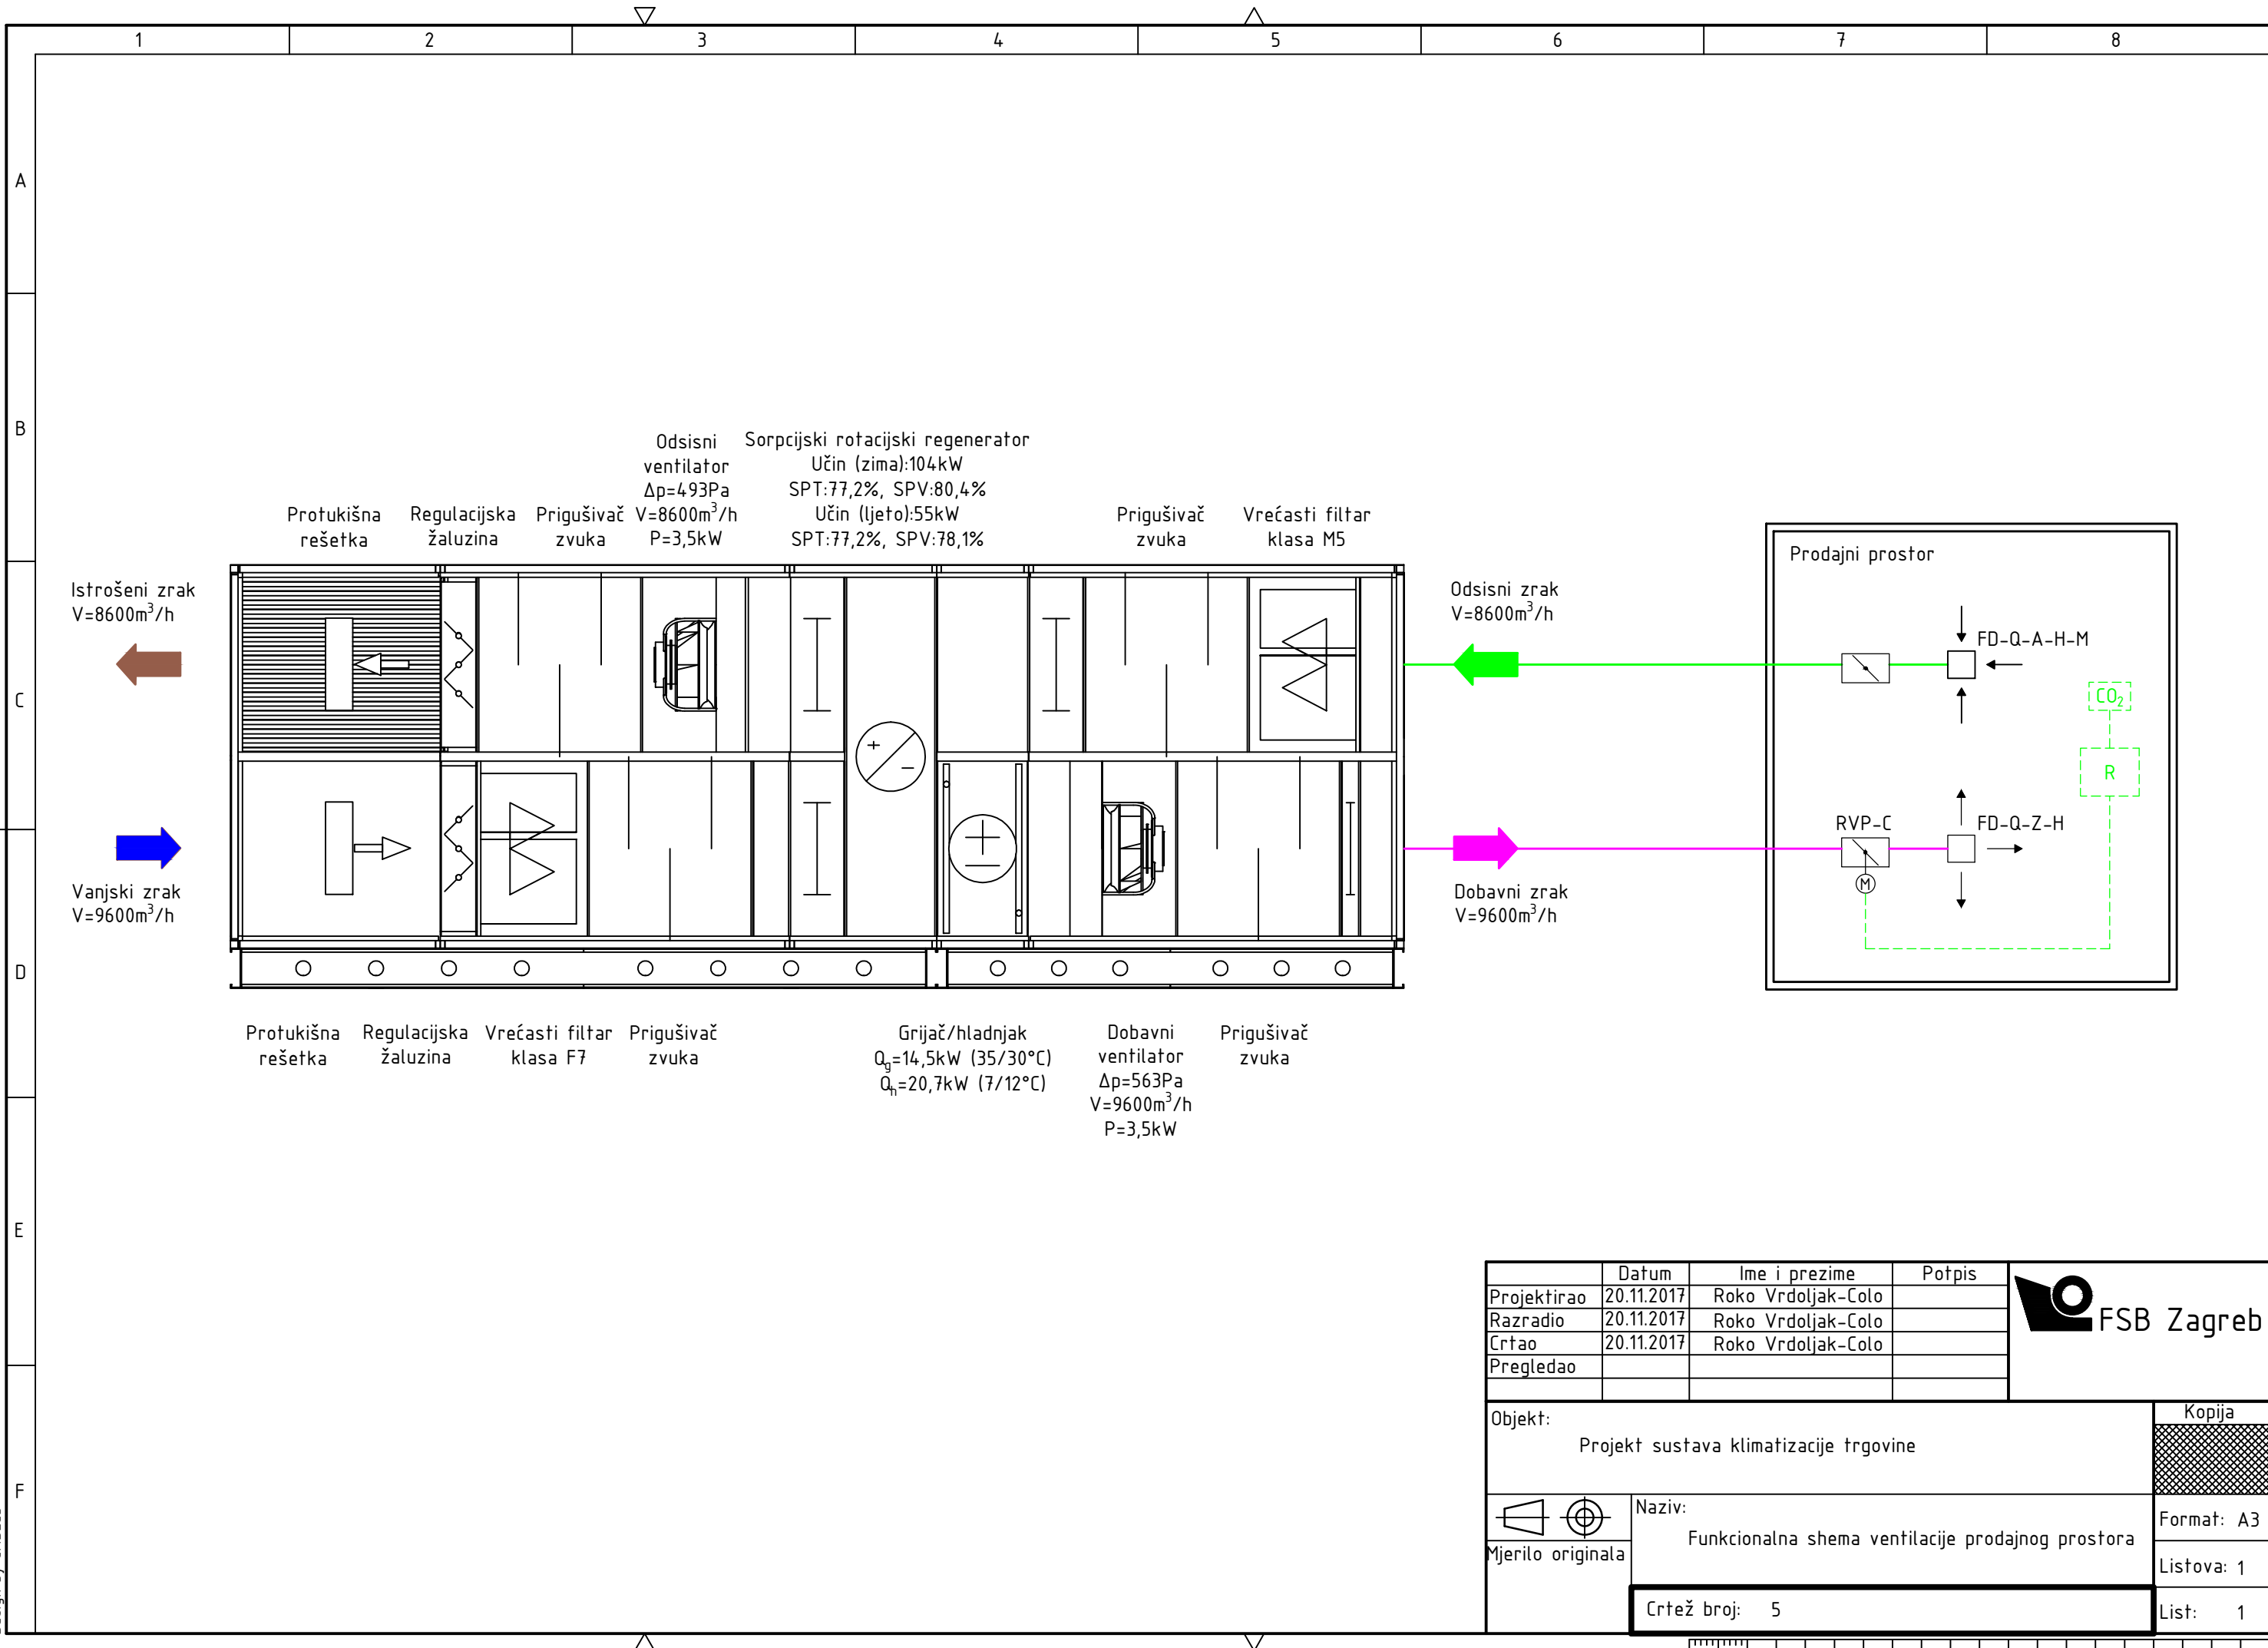 1 2 3 4 5 6 7 8
A
B
C
D
E
F
Odsisni
ventilator
Δp=493Pa
V=8600m³/h
P=3,5kW
Sorpcijski rotacijski regenerator
Učin (zima):104kW
SPT:77,2%, SPV:80,4%
Učin (ljeto):55kW
SPT:77,2%, SPV:78,1%
Protukišna
rešetka
Regulacijska
žaluzina
Prigušivač
zvuka
Prigušivač
zvuka
Vrećasti filtar
klasa M5
Istrošeni zrak
V=8600m³/h
Odsisni zrak
V=8600m³/h
Prodajni prostor
FD-Q-A-H-M
CO₂
R
RVP-C
FD-Q-Z-H
M
Vanjski zrak
V=9600m³/h
Dobavni zrak
V=9600m³/h
Protukišna
rešetka
Regulacijska
žaluzina
Vrećasti filtar
klasa F7
Prigušivač
zvuka
Grijač/hladnjak
Qg=14,5kW (35/30°C)
Qh=20,7kW (7/12°C)
Dobavni
ventilator
Δp=563Pa
V=9600m³/h
P=3,5kW
Prigušivač
zvuka
Datum Ime i prezime Potpis
Projektirao 20.11.2017 Roko Vrdoljak-Colo
Razradio 20.11.2017 Roko Vrdoljak-Colo
Crtao 20.11.2017 Roko Vrdoljak-Colo
Pregledao
FSB Zagreb
Objekt:
Projekt sustava klimatizacije trgovine
Kopija
Naziv:
Funkcionalna shema ventilacije prodajnog prostora
Format: A3
Mjerilo originala
Listova: 1
Crtež broj: 5
List: 1